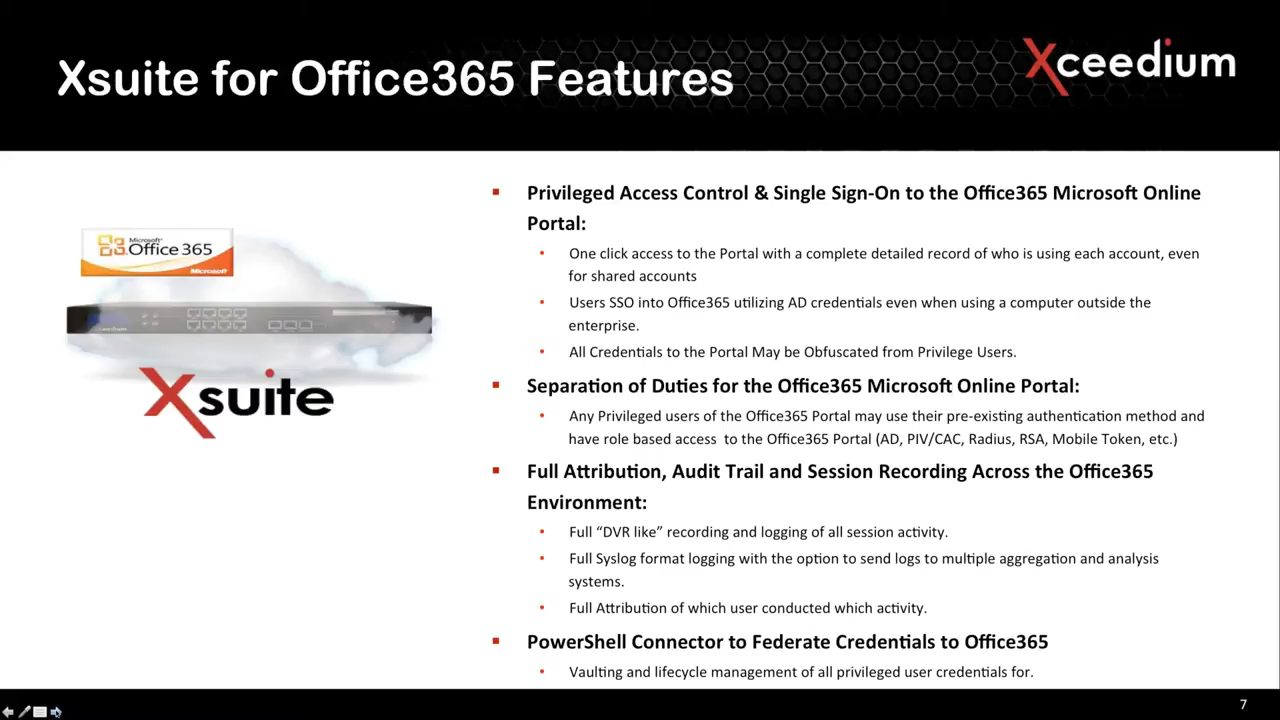 Xsuite for Office365 Features
Xceedium
Privileged Access Control & Single Sign-On to the Office365 Microsoft Online
Portal:
One click access to the Portal with a complete detailed record of who is using each account, even
for shared accounts
Users SSO into Office365 utilizing AD credentials even when using a computer outside the
enterprise.
All Credentials to the Portal May be Obfuscated from Privilege Users.
Separation of Duties for the Office365 Microsoft Online Portal:
Any Privileged users of the Office365 Portal may use their pre-existing authentication method and
have role based access to the Office365 Portal (AD, PIV/CAC, Radius, RSA, Mobile Token, etc.)
Full Attribution, Audit Trail and Session Recording Across the Office365
Environment:
Full “DVR like” recording and logging of all session activity.
Full Syslog format logging with the option to send logs to multiple aggregation and analysis
systems.
Full Attribution of which user conducted which activity.
PowerShell Connector to Federate Credentials to Office365
Vaulting and lifecycle management of all privileged user credentials for.
Microsoft
Office 365
Microsoft
Xsuite
7